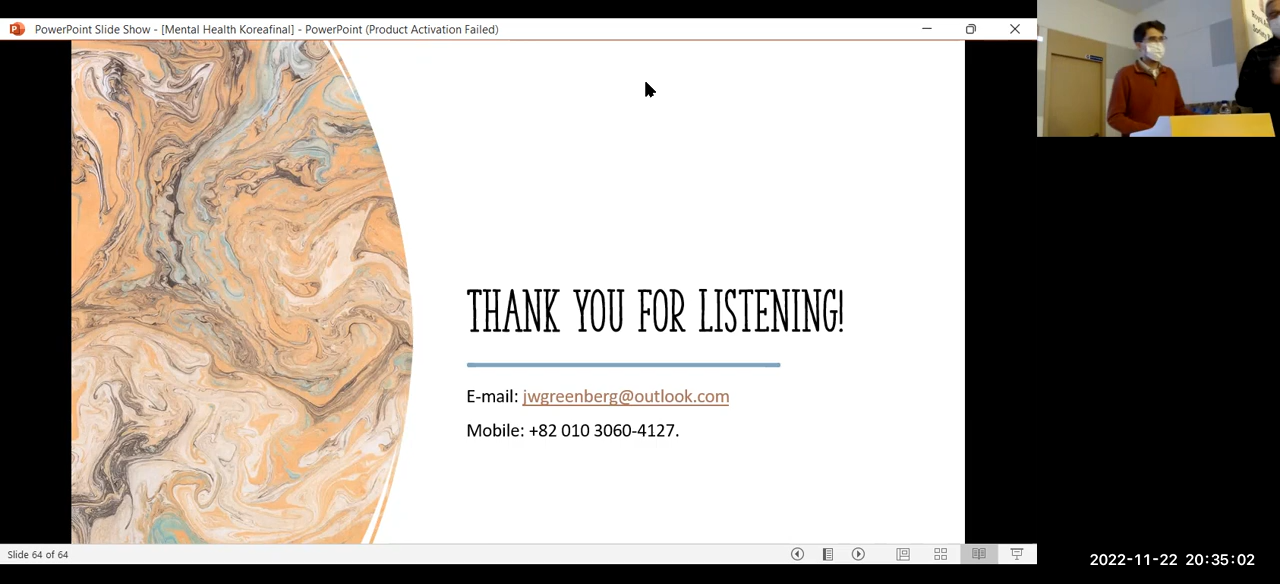 PowerPoint Slide Show - [Mental Health Koreafinal] - PowerPoint (Product Activation Failed)
THANK YOU FOR LISTENING!
E-mail: jwgreenberg@outlook.com
Mobile: +82 010 3060-4127.
Slide 64 of 64
2022-11-22 20:35:02